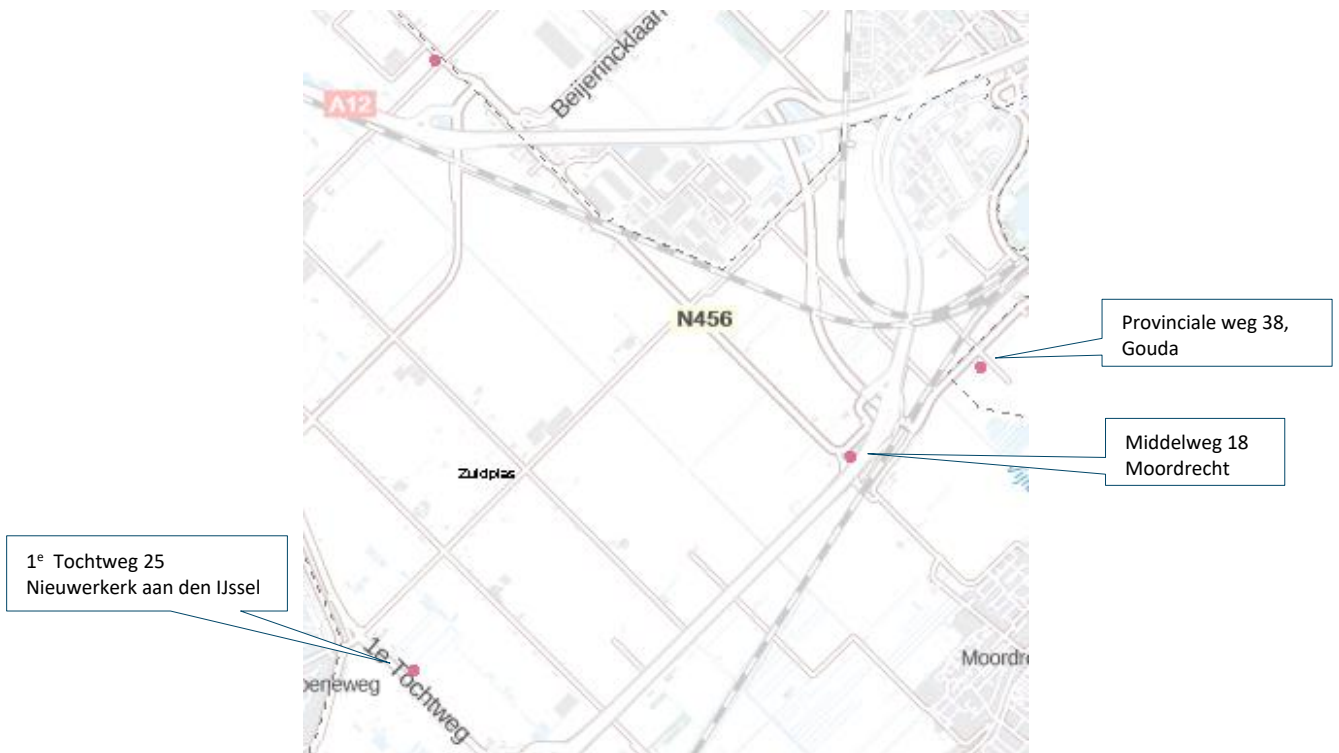 Beijerincklaan
A12
N456
Provinciale weg 38,
Gouda
Middelweg 18
Moordrecht
Zuidplas
1e Tochtweg 25
Nieuwerkerk aan den IJssel
1e Tochtweg
Moordre
perjeweg